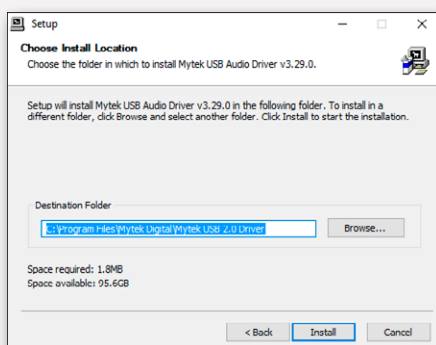 Setup
Choose Install Location
Choose the folder in which to install Mytek USB Audio Driver v3.29.0.
Setup will install Mytek USB Audio Driver v3.29.0 in the following folder. To install in a
different folder, click Browse and select another folder. Click Install to start the installation.
Destination Folder
C:\Program Files\Mytek Digital\Mytek USB 2.0 Driver
Browse...
Space required: 1.8MB
Space available: 95.6GB
< Back
Install
Cancel